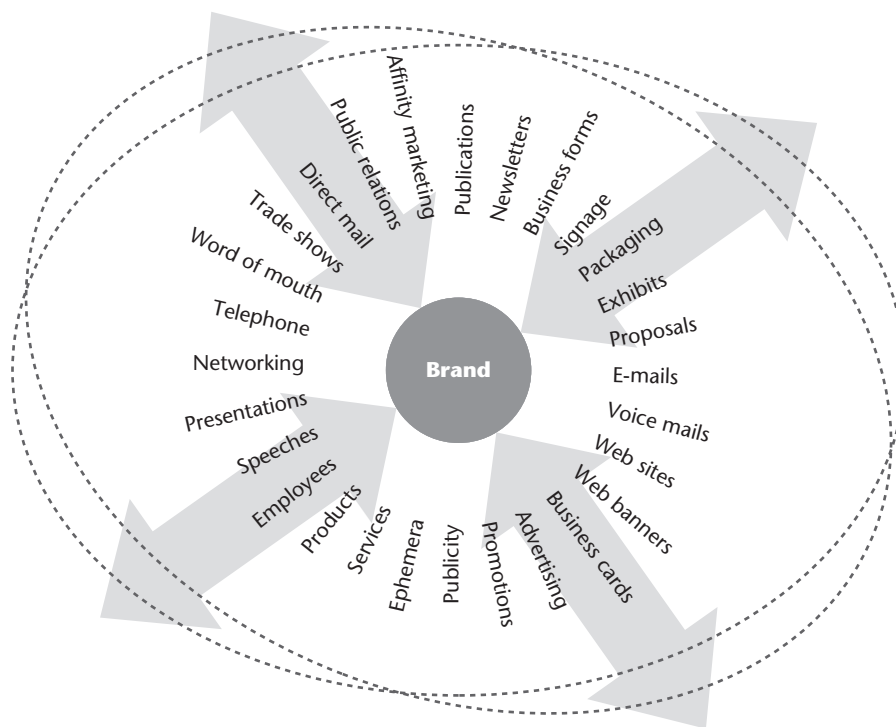 Affinity marketing
Publications
Newsletters
Business forms
Signage
Packaging
Exhibits
Proposals
E-mails
Voice mails
Web sites
Web banners
Business cards
Advertising
Promotions
Publicity
Ephemera
Services
Products
Employees
Speeches
Presentations
Networking
Telephone
Word of mouth
Trade shows
Direct mail
Public relations
Brand